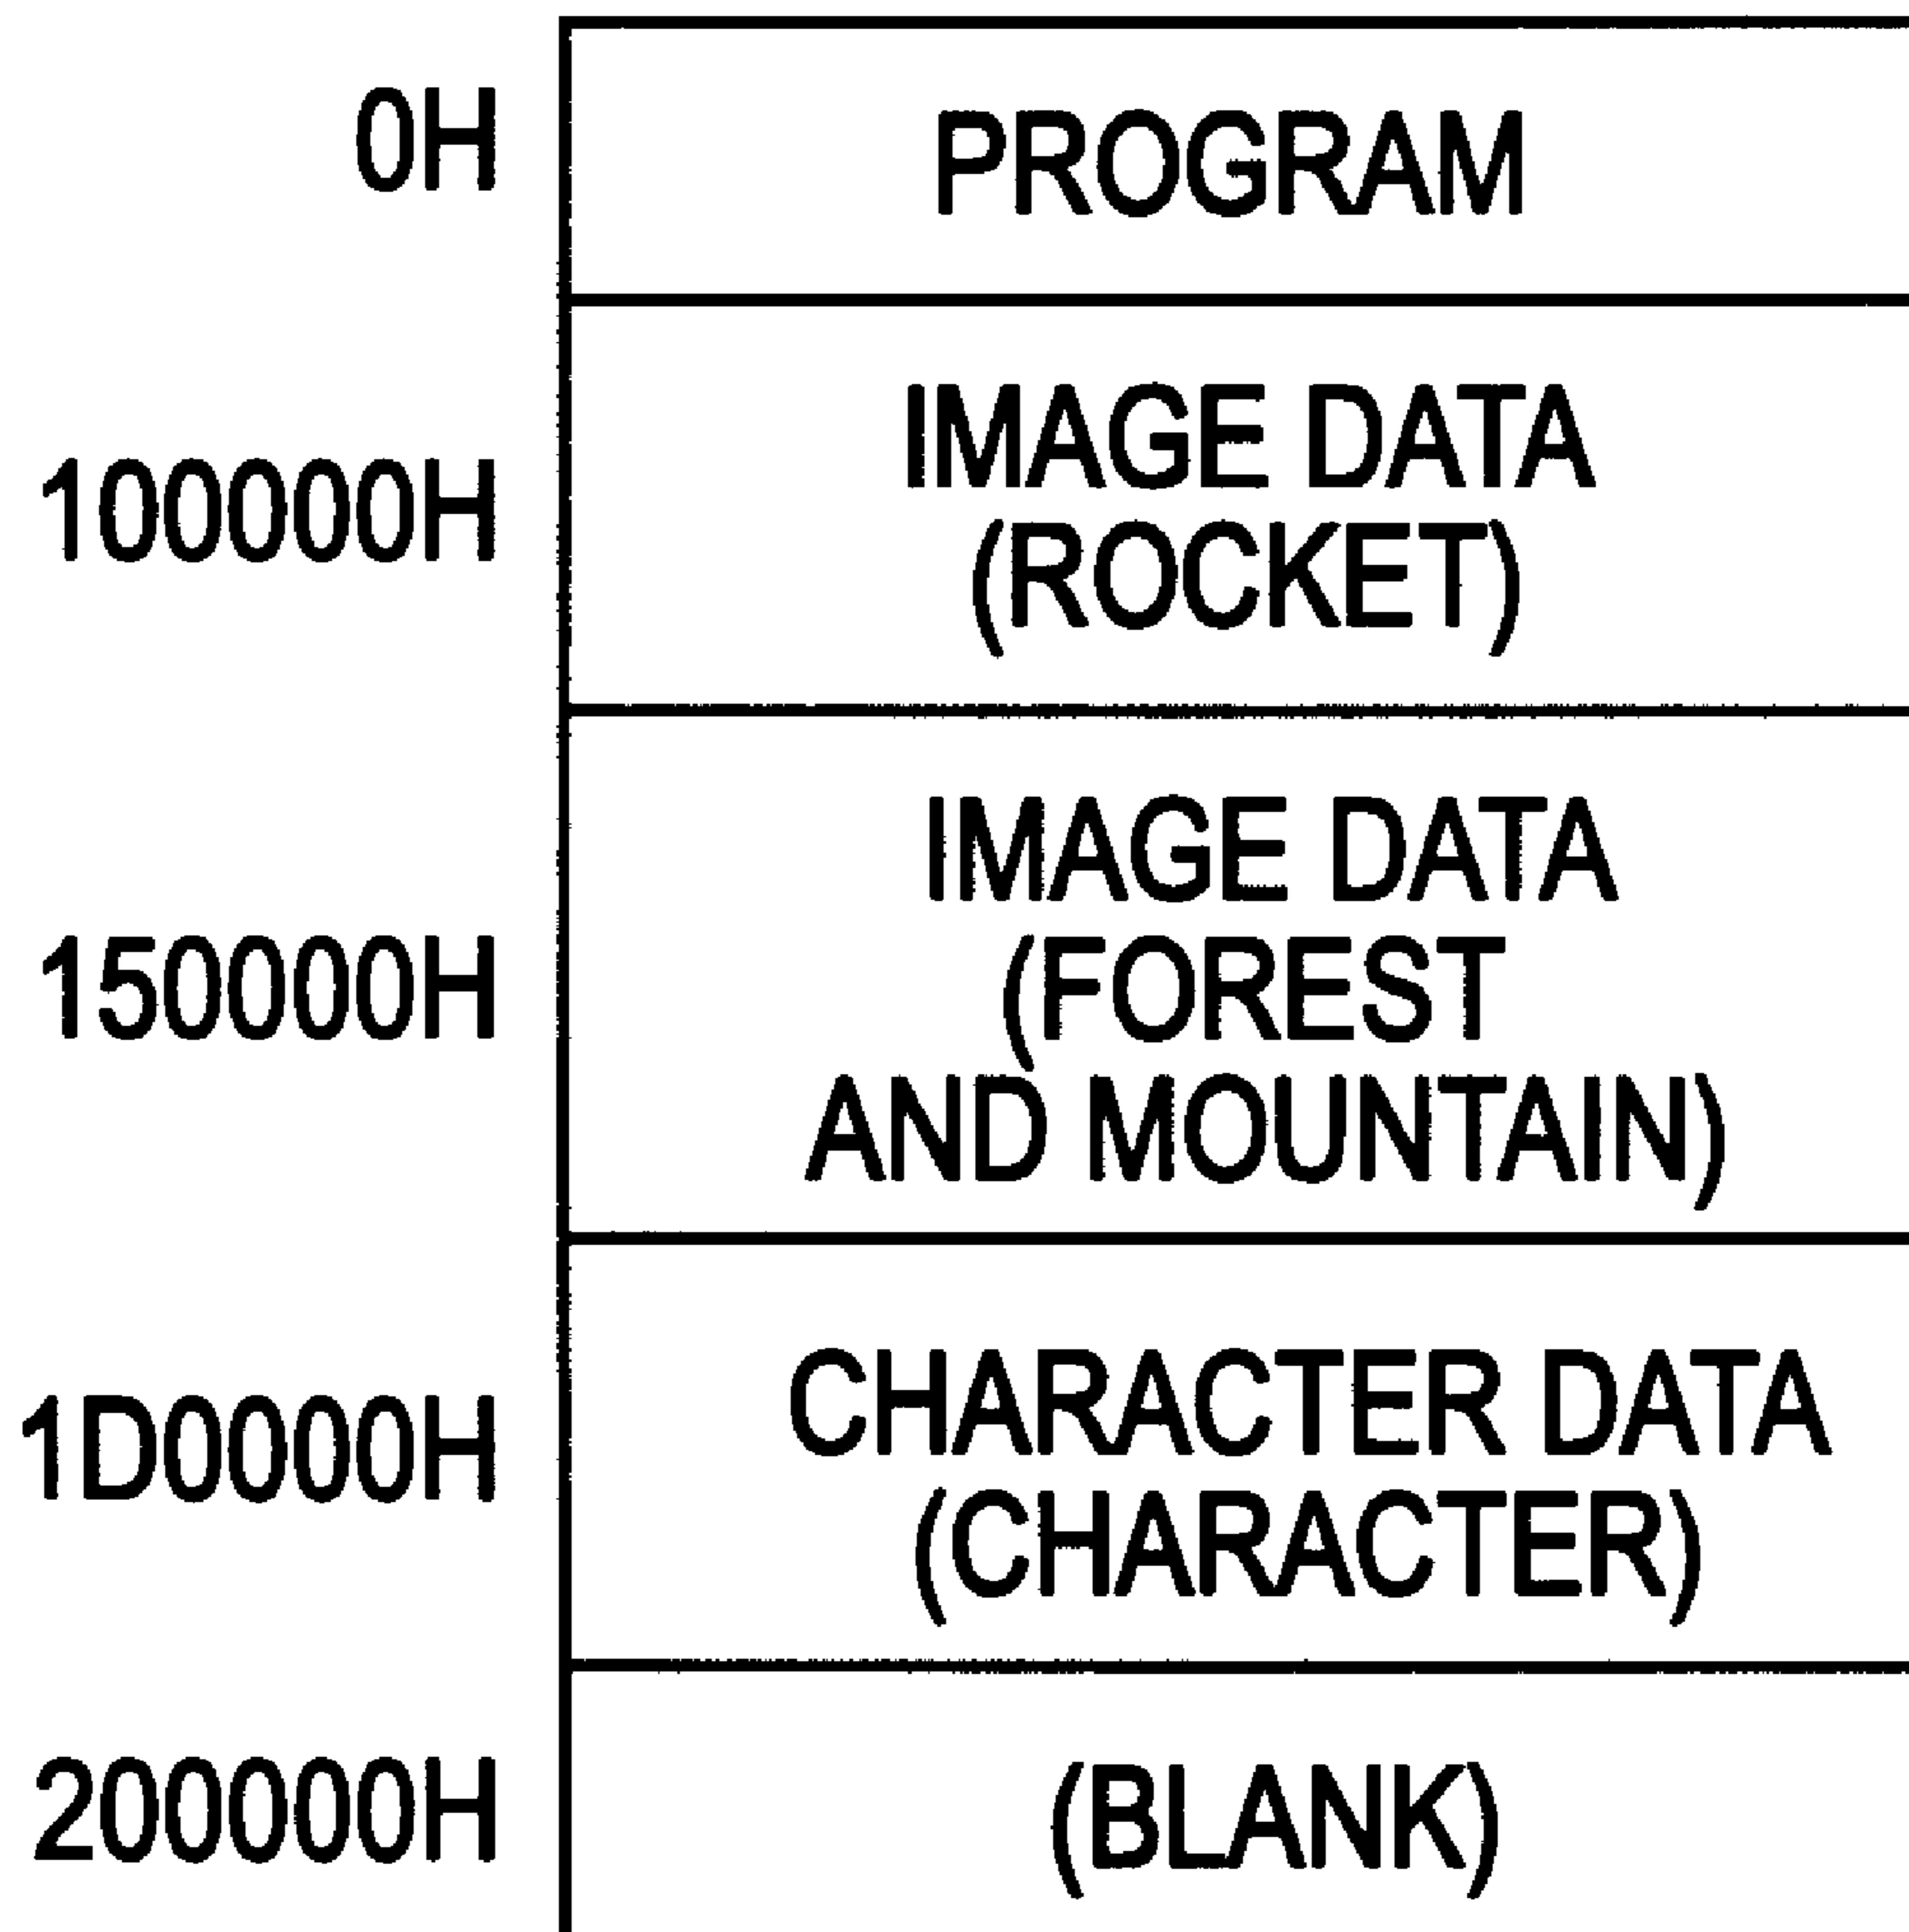 0H PROGRAM
IMAGE DATA
100000H
(ROCKET)
IMAGE DATA
150000H (FOREST
AND MOUNTAIN)
CHARACTER DATA
1D0000H
(CHARACTER)
200000H (BLANK)